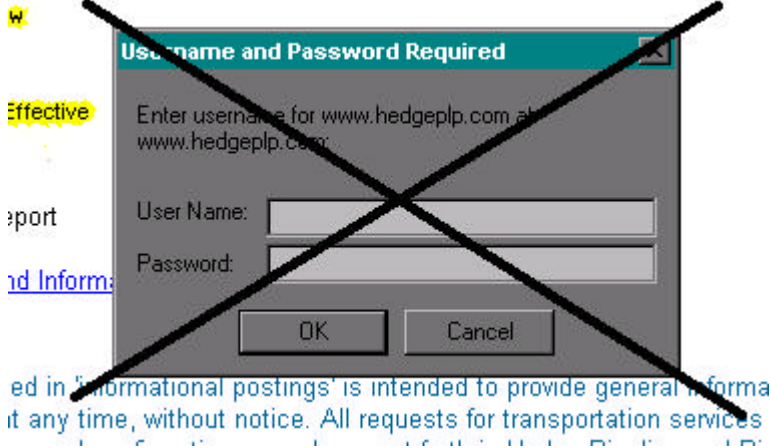 w
Username and Password Required
Effective
Enter username for www.hedgeplp.com at
www.hedgeplp.com:
eport
User Name:
Password:
nd Informa
OK
Cancel
ed in 'informational postings' is intended to provide general informa
t any time, without notice. All requests for transportation services